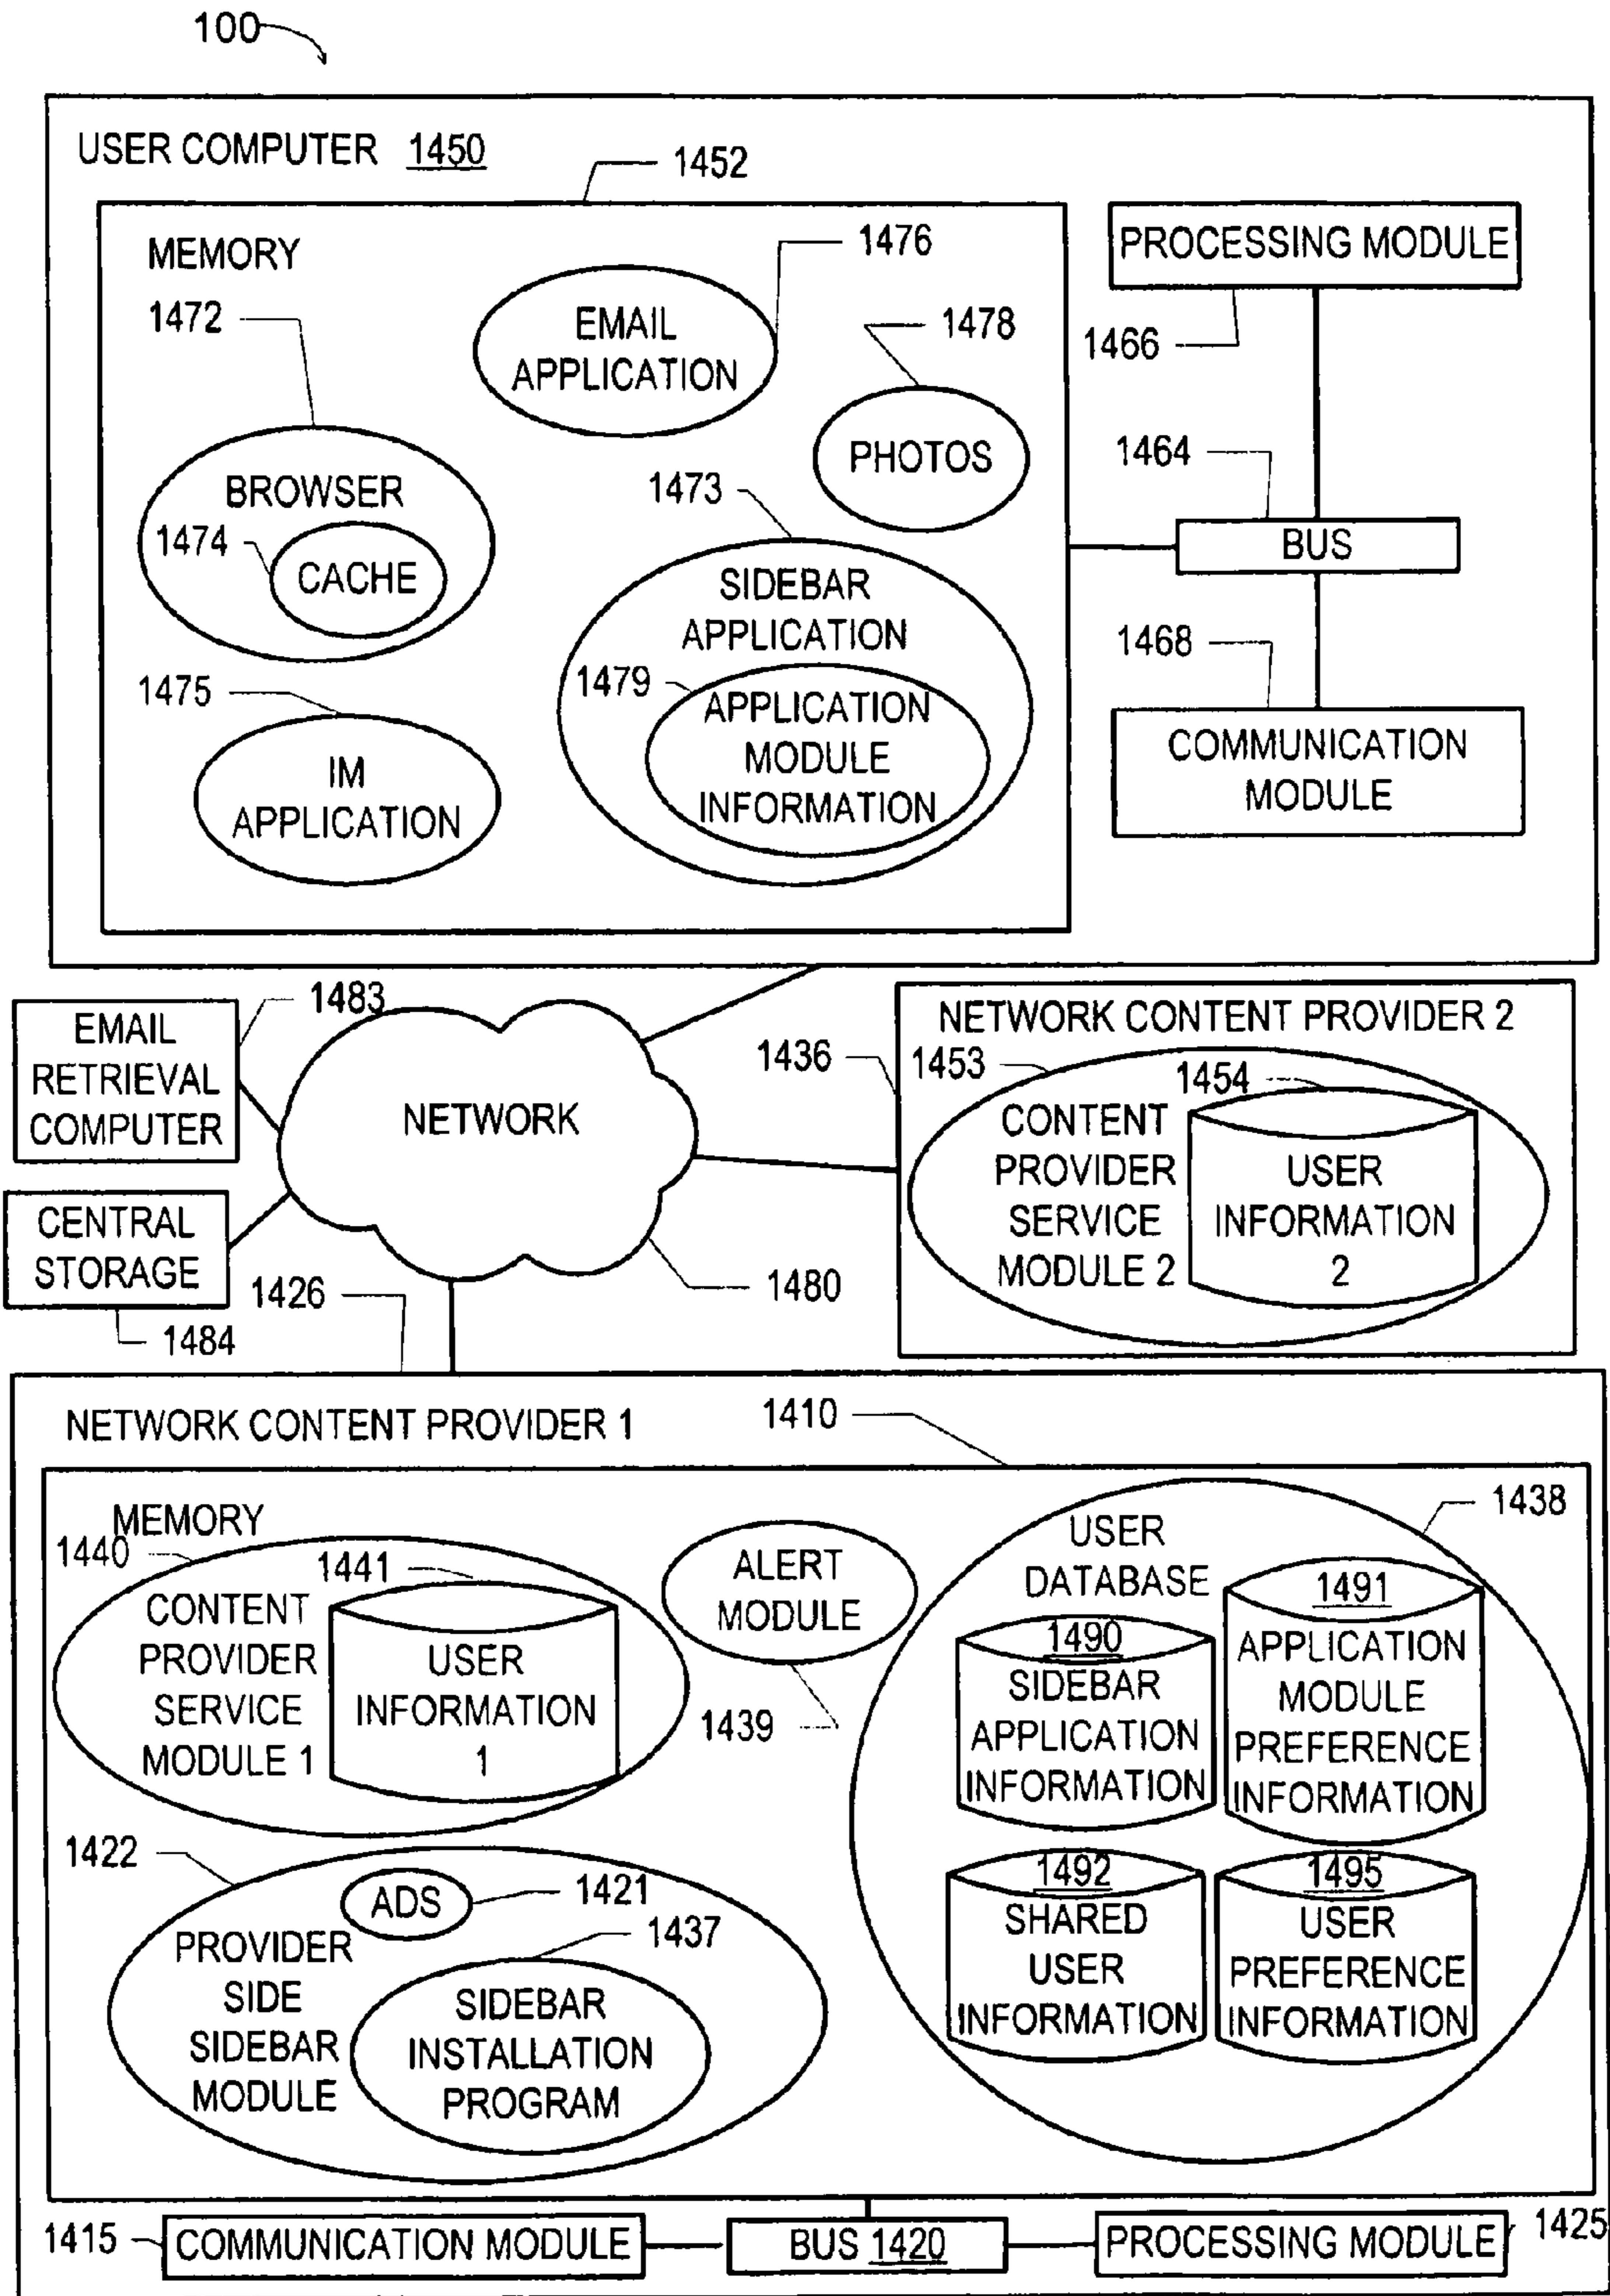 100
USER COMPUTER 1450
1452
MEMORY
1476
PROCESSING MODULE
1472
EMAIL
APPLICATION
1478
1466
PHOTOS
1464
BROWSER
1473
1474
CACHE
BUS
SIDEBAR
APPLICATION
1468
1475
1479
APPLICATION
MODULE
INFORMATION
COMMUNICATION
MODULE
IM
APPLICATION
1483
EMAIL
RETRIEVAL
COMPUTER
NETWORK
1436
NETWORK CONTENT PROVIDER 2
1453
1454
CONTENT
PROVIDER
SERVICE
MODULE 2
USER
INFORMATION
2
CENTRAL
STORAGE
1484
1426
1480
NETWORK CONTENT PROVIDER 1
1410
MEMORY
1438
1440
1441
CONTENT
PROVIDER
SERVICE
MODULE 1
USER
INFORMATION
1
ALERT
MODULE
1439
USER
DATABASE
1490
SIDEBAR
APPLICATION
INFORMATION
1491
APPLICATION
MODULE
PREFERENCE
INFORMATION
1422
ADS
1421
1437
PROVIDER
SIDE
SIDEBAR
MODULE
SIDEBAR
INSTALLATION
PROGRAM
1492
SHARED
USER
INFORMATION
1495
USER
PREFERENCE
INFORMATION
1415
COMMUNICATION MODULE
BUS 1420
PROCESSING MODULE
1425